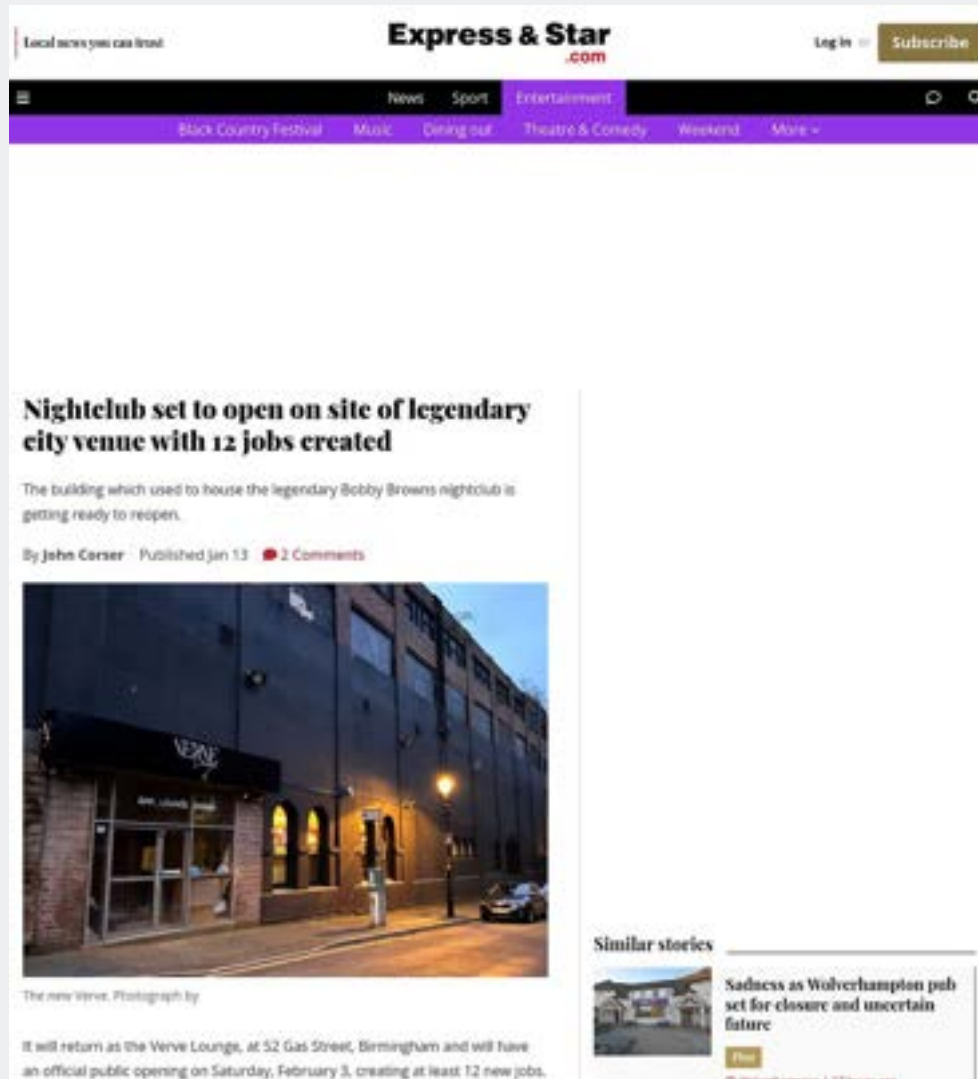 Local news you can trust
Express & Star
.com
Log in
Subscribe
News Sport Entertainment
Black Country Festival Music Dining out Theatre & Comedy Weekend More
Nightclub set to open on site of legendary
city venue with 12 jobs created
The building which used to house the legendary Bobby Browns nightclub is
getting ready to reopen.
By John Corser Published Jan 13 2 Comments
VERVE
The new Verve. Photograph by
It will return as the Verve Lounge, at 52 Gas Street, Birmingham and will have
an official public opening on Saturday, February 3, creating at least 12 new jobs.
Similar stories
Sadness as Wolverhampton pub
set for closure and uncertain
future
Plus